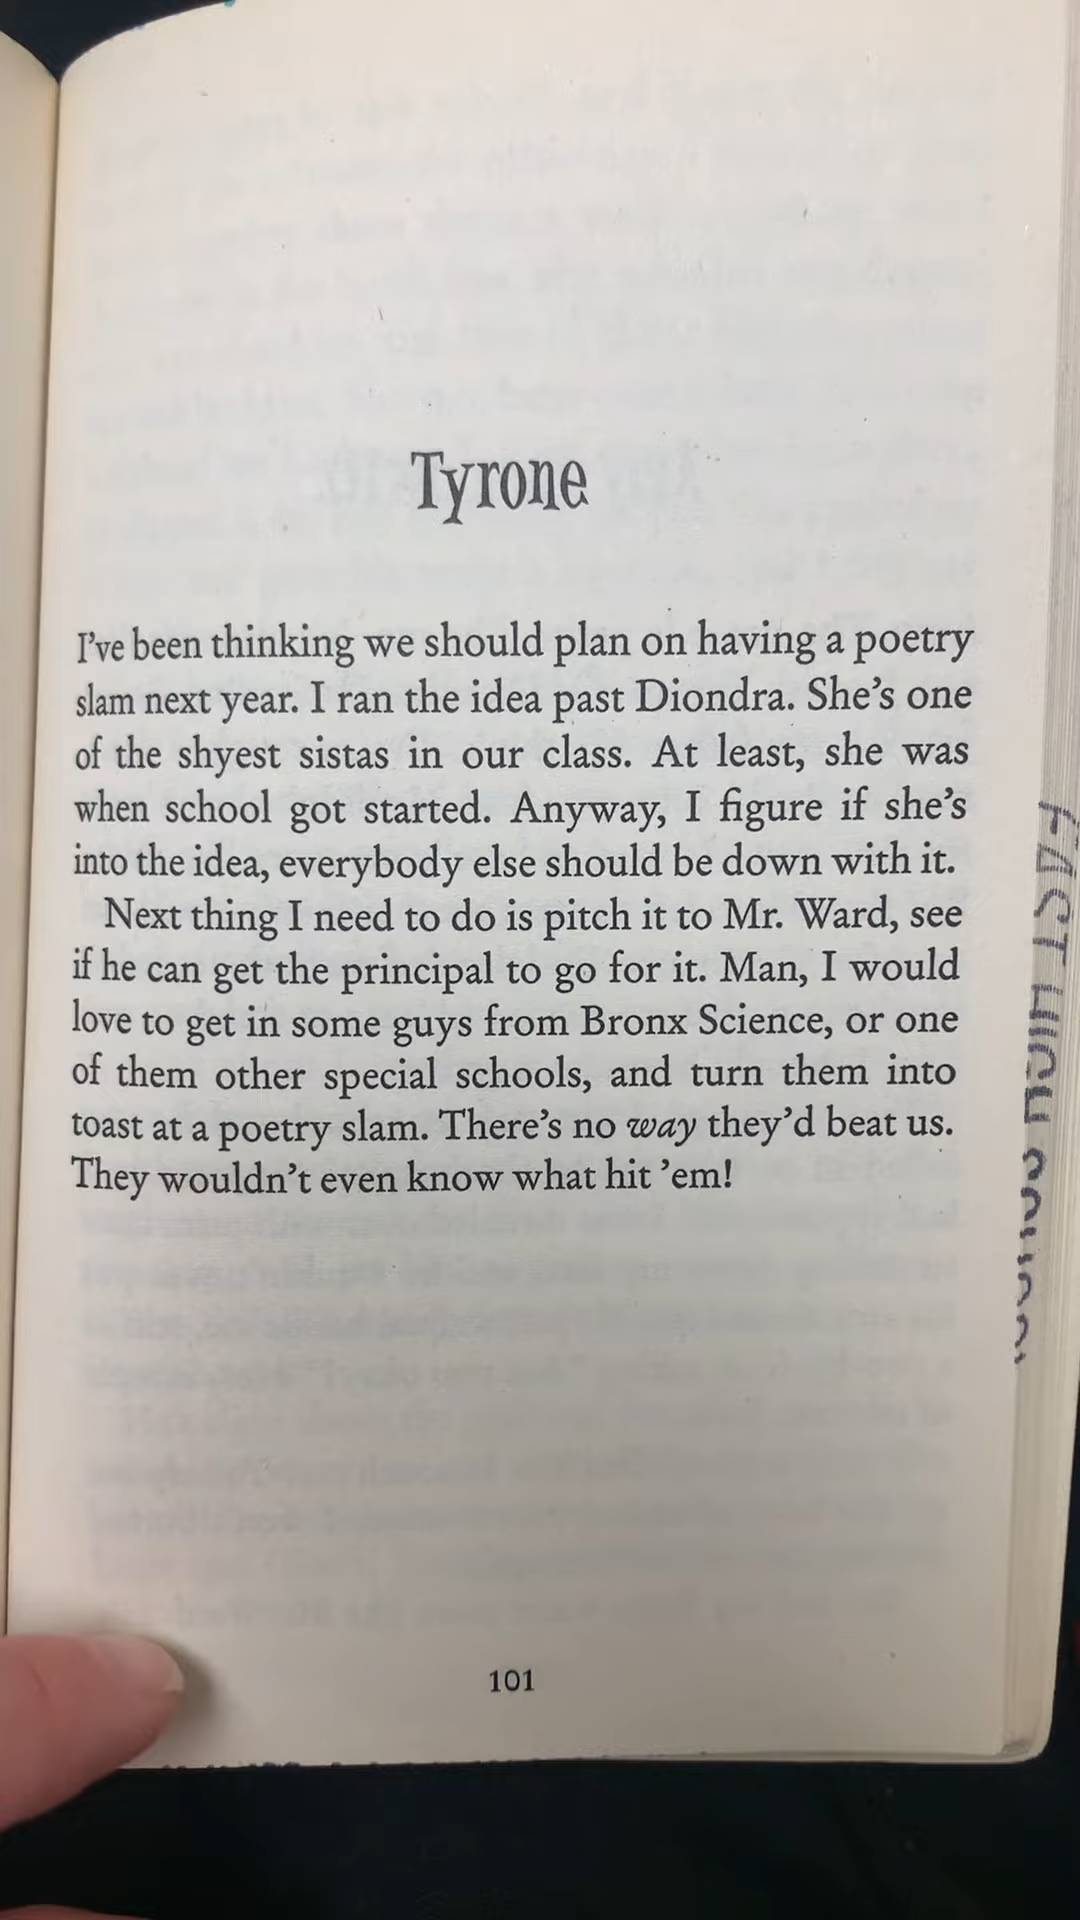 Tyrone
I've been thinking we should plan on having a poetry
slam next year. I ran the idea past Diondra. She's one
of the shyest sistas in our class. At least, she was
when school got started. Anyway, I figure if she's
into the idea, everybody else should be down with it.
Next thing I need to do is pitch it to Mr. Ward, see
if he can get the principal to go for it. Man, I would
love to get in some guys from Bronx Science, or one
of them other special schools, and turn them into
toast at a poetry slam. There's no way they'd beat us.
They wouldn't even know what hit 'em!
101
EAST HIGH